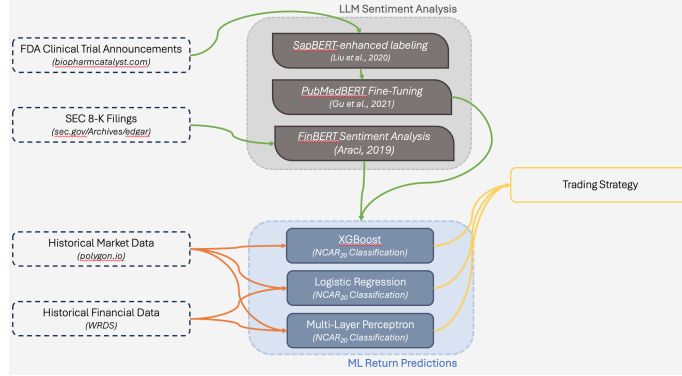 LLM Sentiment Analysis
FDA Clinical Trial Announcements
(biopharmcatalyst.com)
SapBERT-enhanced labeling
(Liu et al., 2020)
PubMedBERT Fine-Tuning
(Gu et al., 2021)
SEC 8-K Filings
(sec.gov/Archives/edgar)
FinBERT Sentiment Analysis
(Araci, 2019)
Trading Strategy
Historical Market Data
(polygon.io)
XGBoost
(NCAR20 Classification)
Logistic Regression
(NCAR20 Classification)
Historical Financial Data
(WRDS)
Multi-Layer Perceptron
(NCAR20 Classification)
ML Return Predictions